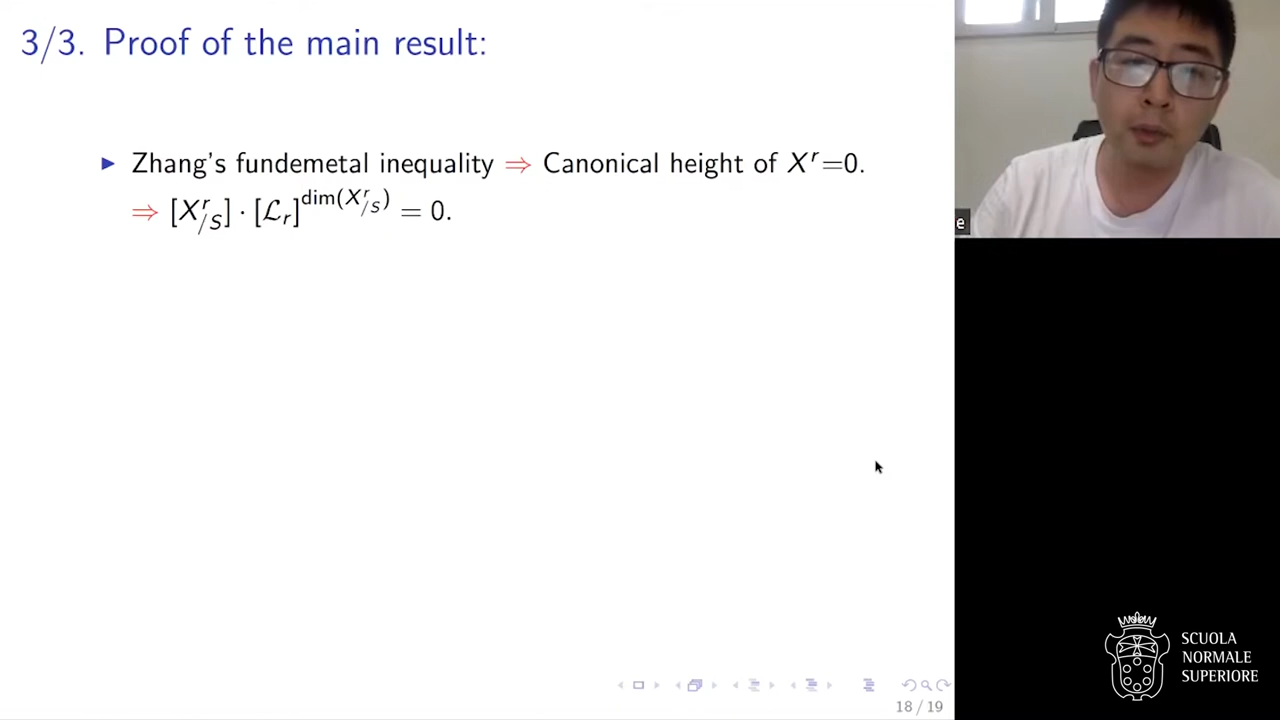 3/3. Proof of the main result:
▶ Zhang's fundemetal inequality ⇒ Canonical height of X^r=0.
⇒ [X^r_{/S}] · [ℒ_r]^{dim(X^r_{/S})} = 0.
e
18 / 19
SCUOLA
NORMALE
SUPERIORE